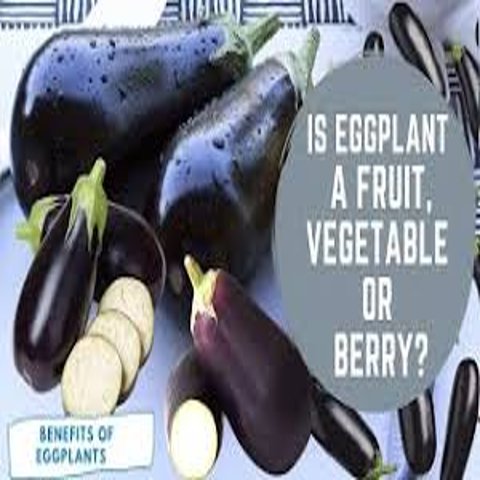 IS EGGPLANT
A FRUIT,
VEGETABLE
OR
BERRY?
BENEFITS OF
EGGPLANTS